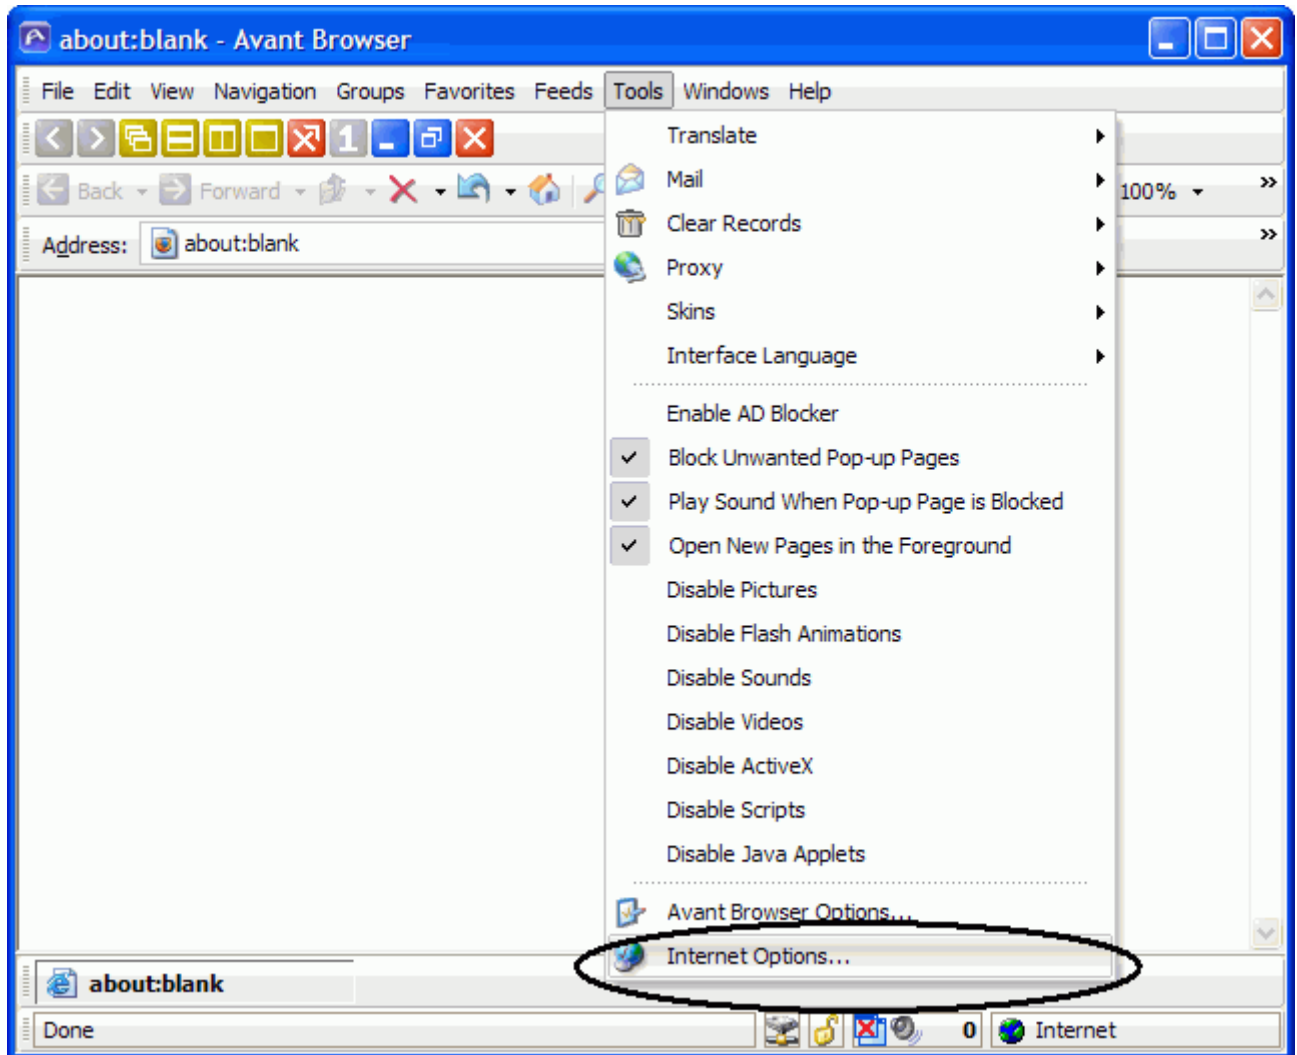 about:blank - Avant Browser
File Edit View Navigation Groups Favorites Feeds Tools Windows Help
1
Back Forward 100% »
Address: about:blank »
Translate
Mail
Clear Records
Proxy
Skins
Interface Language
Enable AD Blocker
Block Unwanted Pop-up Pages
Play Sound When Pop-up Page is Blocked
Open New Pages in the Foreground
Disable Pictures
Disable Flash Animations
Disable Sounds
Disable Videos
Disable ActiveX
Disable Scripts
Disable Java Applets
Avant Browser Options...
Internet Options...
about:blank
Done 0 Internet